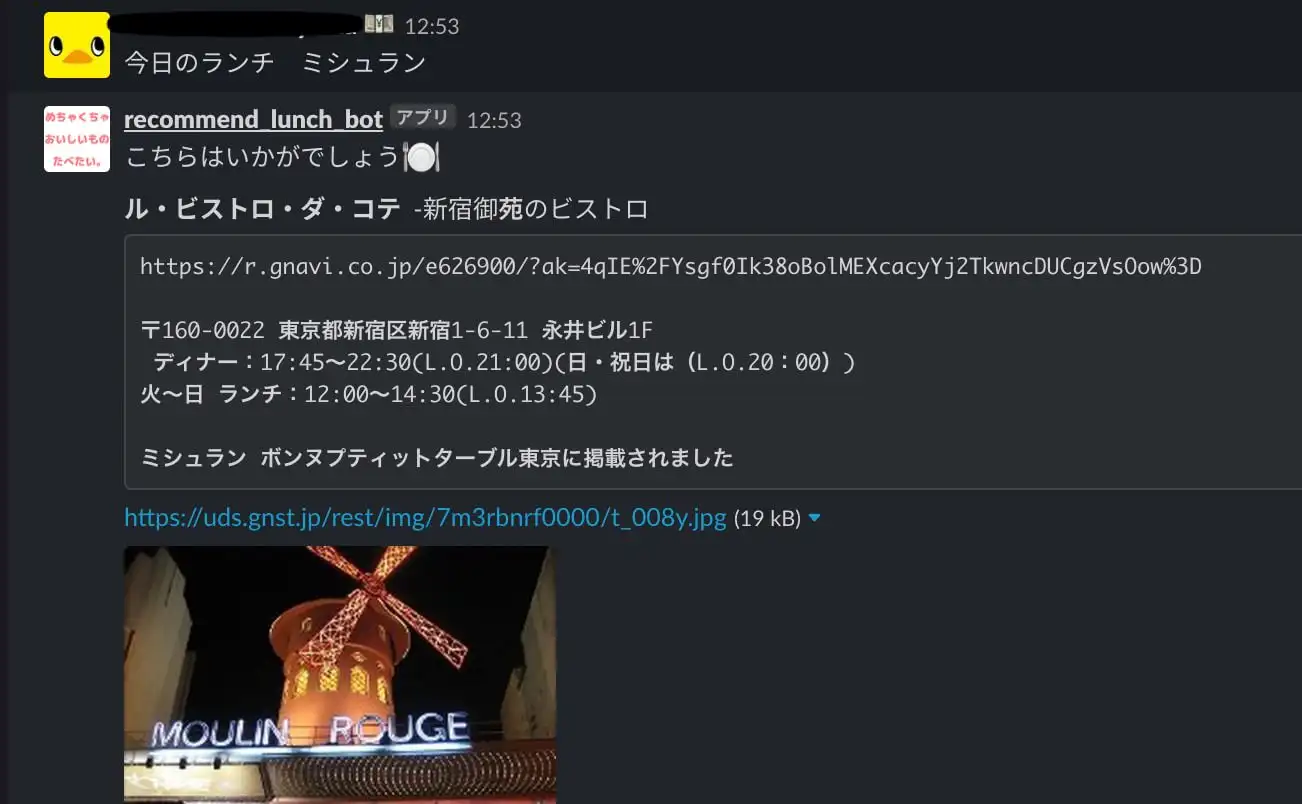 12:53
今日のランチ　ミシュラン
めちゃくちゃ
おいしいもの
たべたい。
recommend_lunch_bot アプリ 12:53
こちらはいかがでしょう
ル・ビストロ・ダ・コテ -新宿御苑のビストロ
https://r.gnavi.co.jp/e626900/?ak=4qIE%2FYsgf0Ik38oBolMEXcacyYj2TkwncDUCgzVsOow%3D
〒160-0022 東京都新宿区新宿1-6-11 永井ビル1F
ディナー：17:45～22:30(L.O.21:00)(日・祝日は（L.O.20：00）)
火～日 ランチ：12:00～14:30(L.O.13:45)
ミシュラン ボンヌプティットターブル東京に掲載されました
https://uds.gnst.jp/rest/img/7m3rbnrf0000/t_008y.jpg (19 kB)
MOULIN ROUGE